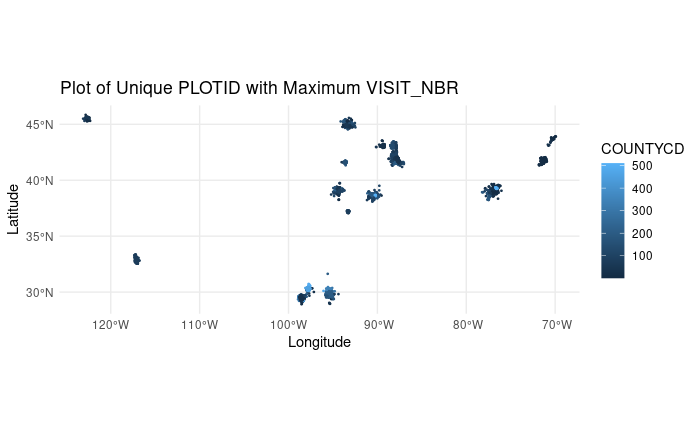 Plot of Unique PLOTID with Maximum VISIT_NBR
45°N
40°N
35°N
30°N
Latitude
120°W 110°W 100°W 90°W 80°W 70°W
Longitude
COUNTYCD
500
400
300
200
100